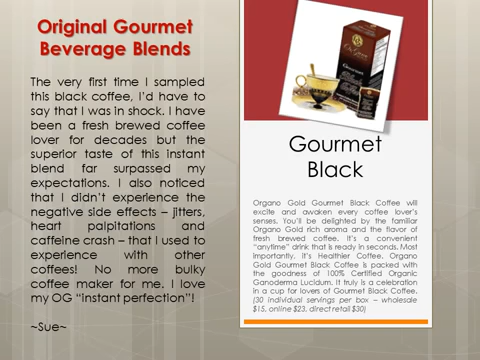 Original Gourmet
Beverage Blends
The very first time I sampled
this black coffee, I'd have to
say that I was in shock. I have
been a fresh brewed coffee
lover for decades but the
superior taste of this instant
blend far surpassed my
expectations. I also noticed
that I didn't experience the
negative side effects – jitters,
heart palpitations and
caffeine crash – that I used to
experience with other
coffees! No more bulky
coffee maker for me. I love
my OG "instant perfection"!
~Sue~
Gourmet
Gourmet
Black
Organo Gold Gourmet Black Coffee will
excite and awaken every coffee lover's
senses. You'll be delighted by the familiar
Organo Gold rich aroma and the flavor of
fresh brewed coffee. It's a convenient
"anytime" drink that is ready in seconds. Most
importantly, it's Healthier Coffee. Organo
Gold Gourmet Black Coffee is packed with
the goodness of 100% Certified Organic
Ganoderma Lucidum. It truly is a celebration
in a cup for lovers of Gourmet Black Coffee.
(30 individual servings per box – wholesale
$15, online $23, direct retail $30)